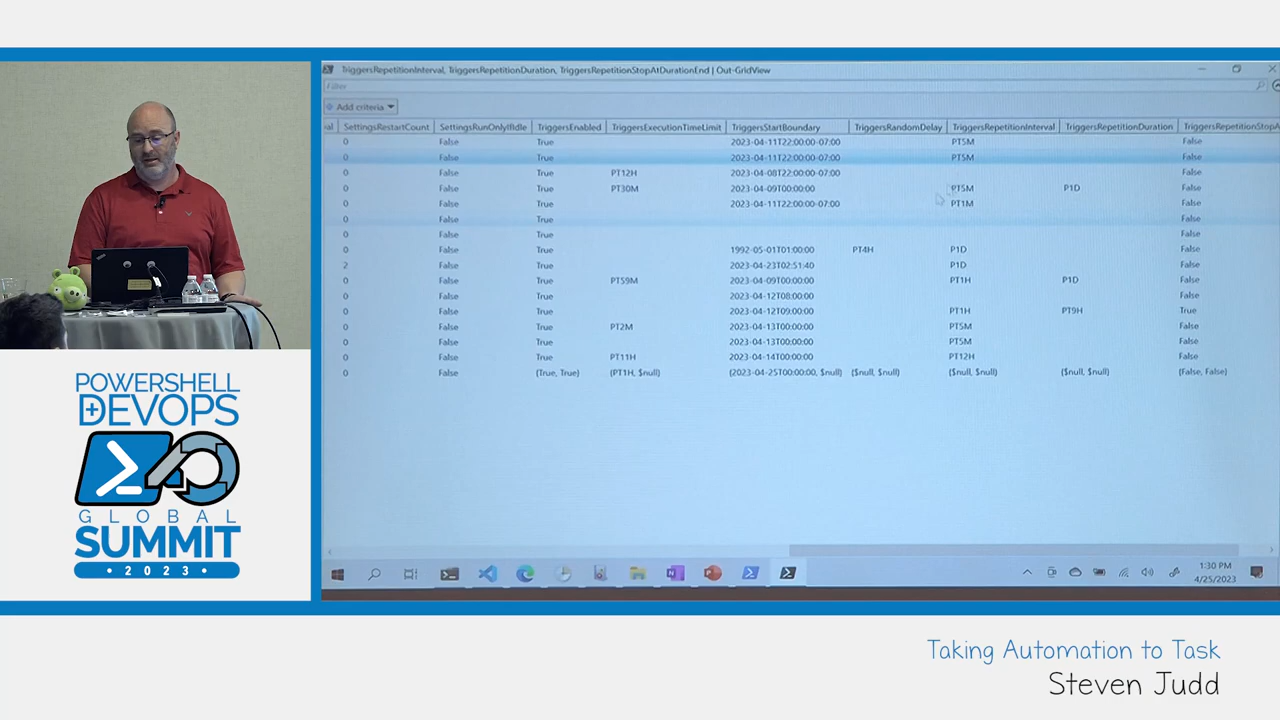 TriggersRepetitionInterval, TriggersRepetitionDuration, TriggersRepetitionStopAtDurationEnd | Out-GridView
Filter
Add criteria
al SettingsRestartCount SettingsRunOnlyIfIdle TriggersEnabled TriggersExecutionTimeLimit TriggersStartBoundary TriggersRandomDelay TriggersRepetitionInterval TriggersRepetitionDuration TriggersRepetitionStopA
0 False True 2023-04-11T22:00:00-07:00 PT5M False
0 False True 2023-04-11T22:00:00-07:00 PT5M False
0 False True PT12H 2023-04-08T22:00:00-07:00 False
0 False True PT30M 2023-04-09T00:00:00 PT5M P1D False
0 False True 2023-04-11T22:00:00-07:00 PT1M False
0 False True False
0 False True False
0 False True 1992-05-01T01:00:00 PT4H P1D False
2 False True 2023-04-23T02:51:40 P1D False
0 False True PT59M 2023-04-09T00:00:00 PT1H P1D False
0 False True 2023-04-12T08:00:00 False
0 False True 2023-04-12T09:00:00 PT1H PT9H True
0 False True PT2M 2023-04-13T00:00:00 PT5M False
0 False True 2023-04-13T00:00:00 PT5M False
0 False True PT11H 2023-04-14T00:00:00 PT12H False
0 False {True, True} {PT1H, $null} {2023-04-25T00:00:00, $null} {$null, $null} {$null, $null} {$null, $null} {False, False}
1:30 PM
4/25/2023
POWERSHELL
+DEVOPS
GLOBAL
SUMMIT
• 2023 •
Taking Automation to Task
Steven Judd